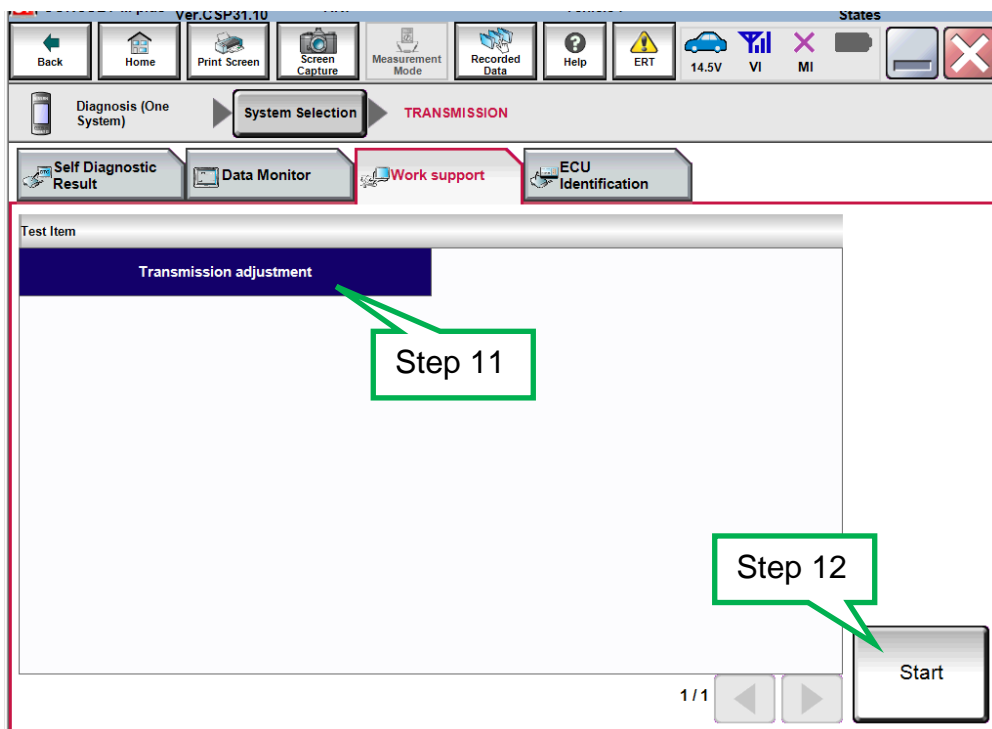 Ver.CSP31.10
States
Back
Home
Print Screen
Screen
Capture
Measurement
Mode
Recorded
Data
Help
ERT
14.5V
VI
MI
Diagnosis (One
System)
System Selection
TRANSMISSION
Self Diagnostic
Result
Data Monitor
Work support
ECU
Identification
Test Item
Transmission adjustment
Step 11
Step 12
Start
1/1